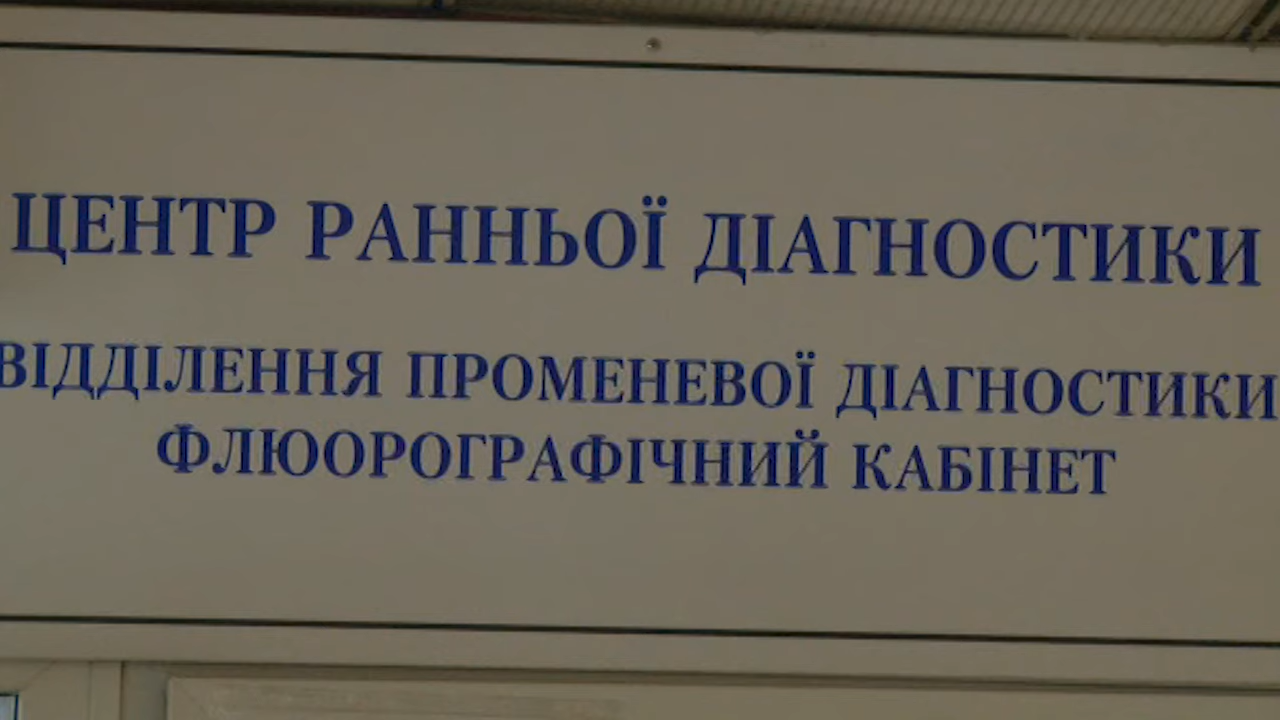 ЦЕНТР РАННЬОЇ ДІАГНОСТИКИ
ВІДДІЛЕННЯ ПРОМЕНЕВОЇ ДІАГНОСТИКИ
ФЛЮОРОГРАФІЧНИЙ КАБІНЕТ